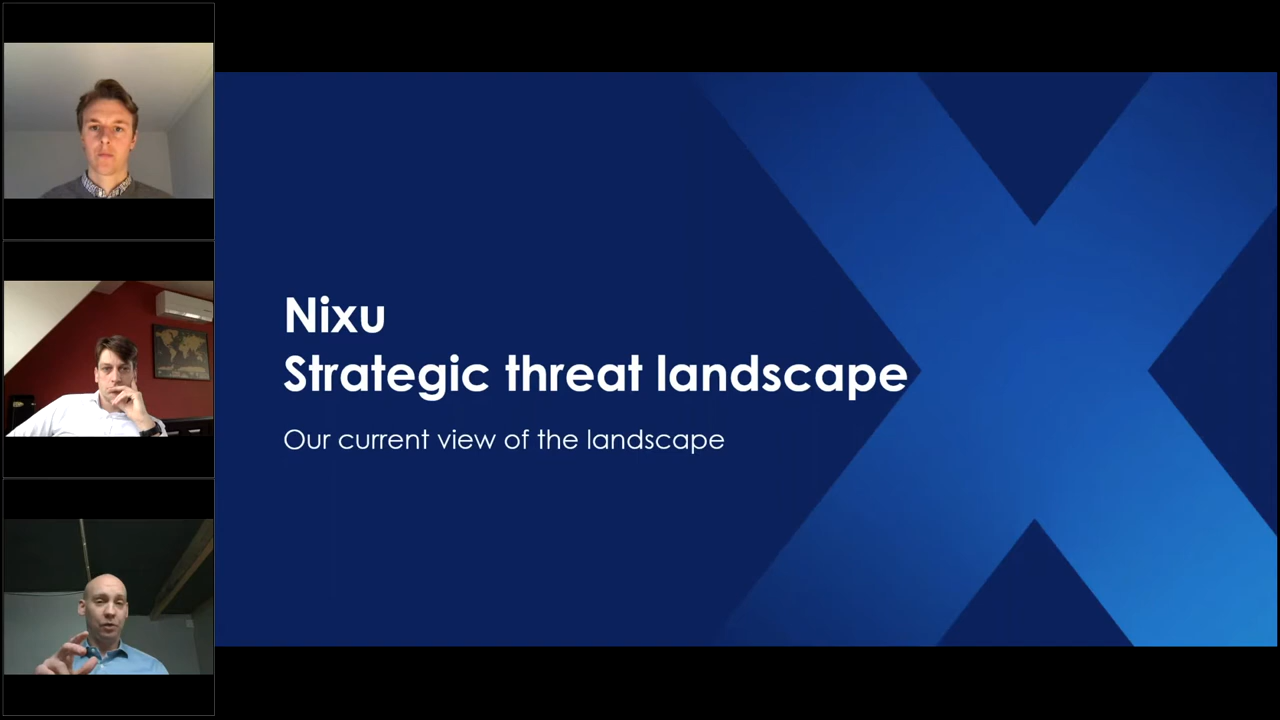 Nixu
Strategic threat landscape
Our current view of the landscape